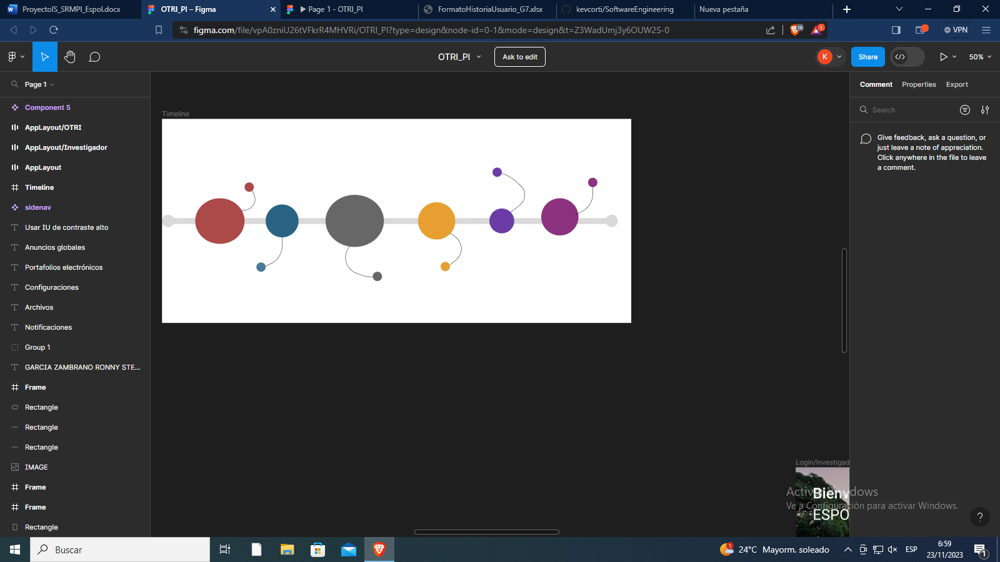 ProyectoIS_SRMPI_Espol.docx
OTRI_PI – Figma
Page 1 - OTRI_PI
FormatoHistoriaUsuario_G7.xlsx
kevcorti/SoftwareEngineering
Nueva pestaña
figma.com/file/vpA0zniU26tVFkrR4MHVRi/OTRI_PI?type=design&node-id=0-1&mode=design&t=Z3WadUmj3y6OUW2S-0
15
1
VPN
OTRI_PI
Ask to edit
K
Share
50%
Page 1
Component 5
AppLayout/OTRI
AppLayout/Investigador
AppLayout
Timeline
sidenav
Usar IU de contraste alto
Anuncios globales
Portafolios electrónicos
Configuraciones
Archivos
Notificaciones
Group 1
GARCIA ZAMBRANO RONNY STE...
Frame
Rectangle
Rectangle
Rectangle
IMAGE
Frame
Frame
Rectangle
Timeline
Comment
Properties
Export
Search
Give feedback, ask a question, or
just leave a note of appreciation.
Click anywhere in the file to leave
a comment.
Login/Investigad
Bienv
ESPO
Activar Windows
Ve a Configuración para activar Windows.
?
Buscar
1
24°C Mayorm. soleado
ESP
6:59
23/11/2023
1